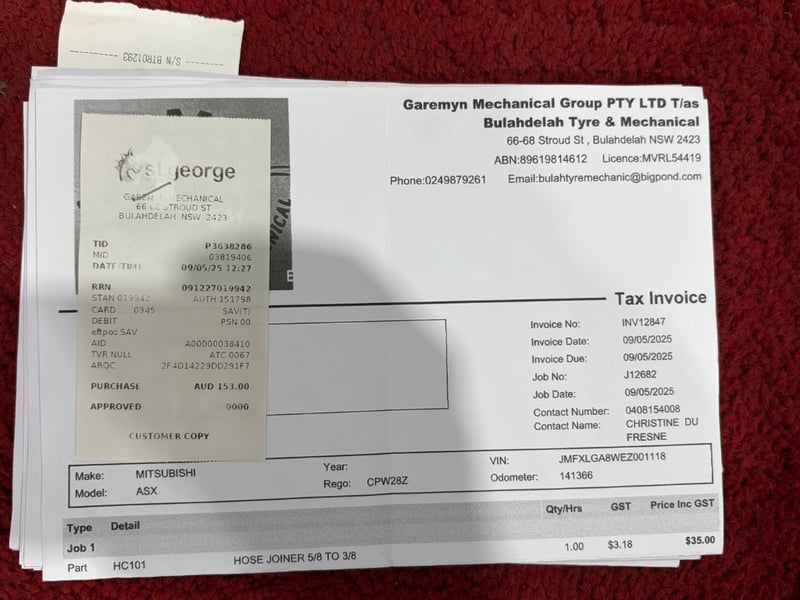 S/N BTR01293
Garemyn Mechanical Group PTY LTD T/as
Bulahdelah Tyre & Mechanical
66-68 Stroud St , Bulahdelah NSW 2423
ABN:89619814612 Licence:MVRL54419
Phone:0249879261 Email:bulahtyremechanic@bigpond.com
st.george
MECHANICAL
66 STROUD ST
BULAHDELAH NSW 2423
TID P3638286
MID 03819406
DATE/TIME 09/05/25 12:27
RRN 091227019942
STAN 019942 AUTH 151798
CARD 0345 SAV(T)
DEBIT PSN 00
eftpos SAV
AID A00000038410
TVR NULL ATC 0067
ARQC 2F4D14229DD291F7
PURCHASE AUD 153.00
APPROVED 0000
CUSTOMER COPY
Tax Invoice
Invoice No: INV12847
Invoice Date: 09/05/2025
Invoice Due: 09/05/2025
Job No: J12682
Job Date: 09/05/2025
Contact Number: 0408154008
Contact Name: CHRISTINE DU
FRESNE
Make: MITSUBISHI Year: VIN: JMFXLGA8WEZ001118
Model: ASX Rego: CPW28Z Odometer: 141366
Type Detail Qty/Hrs GST Price Inc GST
Job 1
Part HC101 HOSE JOINER 5/8 TO 3/8 1.00 $3.18 $35.00